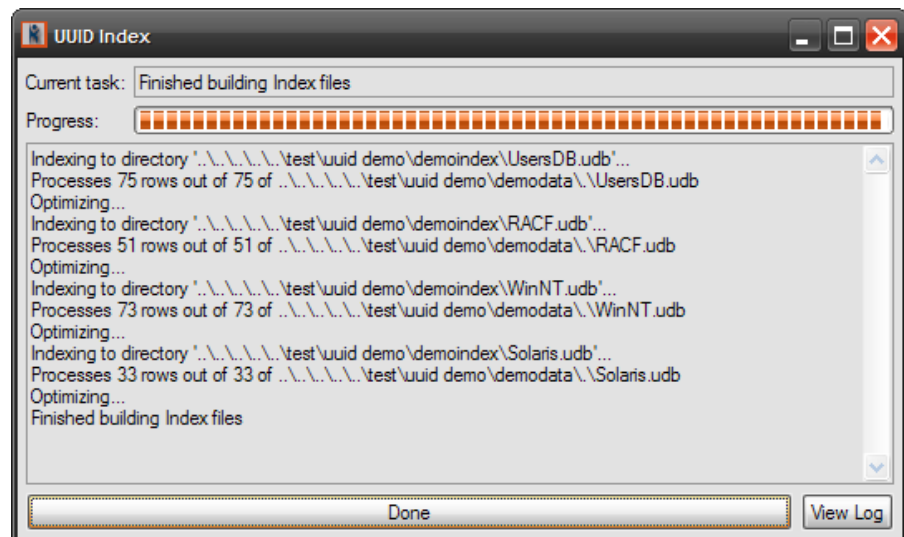 UUID Index
Current task: Finished building Index files
Progress:
Indexing to directory '..\..\..\..\..\test\uuid demo\demoindex\UsersDB.udb'...
Processes 75 rows out of 75 of ..\..\..\..\..\test\uuid demo\demodata\.\UsersDB.udb
Optimizing...
Indexing to directory '..\..\..\..\..\test\uuid demo\demoindex\RACF.udb'...
Processes 51 rows out of 51 of ..\..\..\..\..\test\uuid demo\demodata\.\RACF.udb
Optimizing...
Indexing to directory '..\..\..\..\..\test\uuid demo\demoindex\WinNT.udb'...
Processes 73 rows out of 73 of ..\..\..\..\..\test\uuid demo\demodata\.\WinNT.udb
Optimizing...
Indexing to directory '..\..\..\..\..\test\uuid demo\demoindex\Solaris.udb'...
Processes 33 rows out of 33 of ..\..\..\..\..\test\uuid demo\demodata\.\Solaris.udb
Optimizing...
Finished building Index files
Done View Log